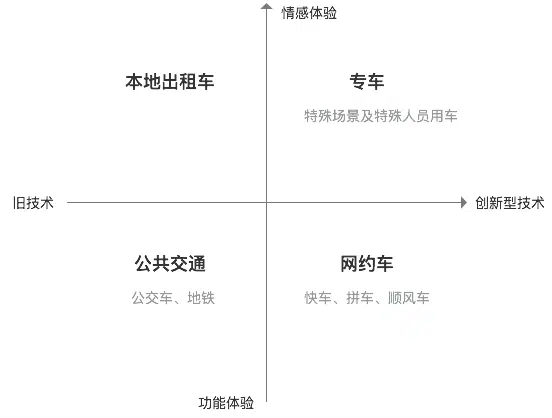 情感体验
本地出租车
专车
特殊场景及特殊人员用车
旧技术
创新型技术
公共交通
网约车
公交车、地铁
快车、拼车、顺风车
功能体验